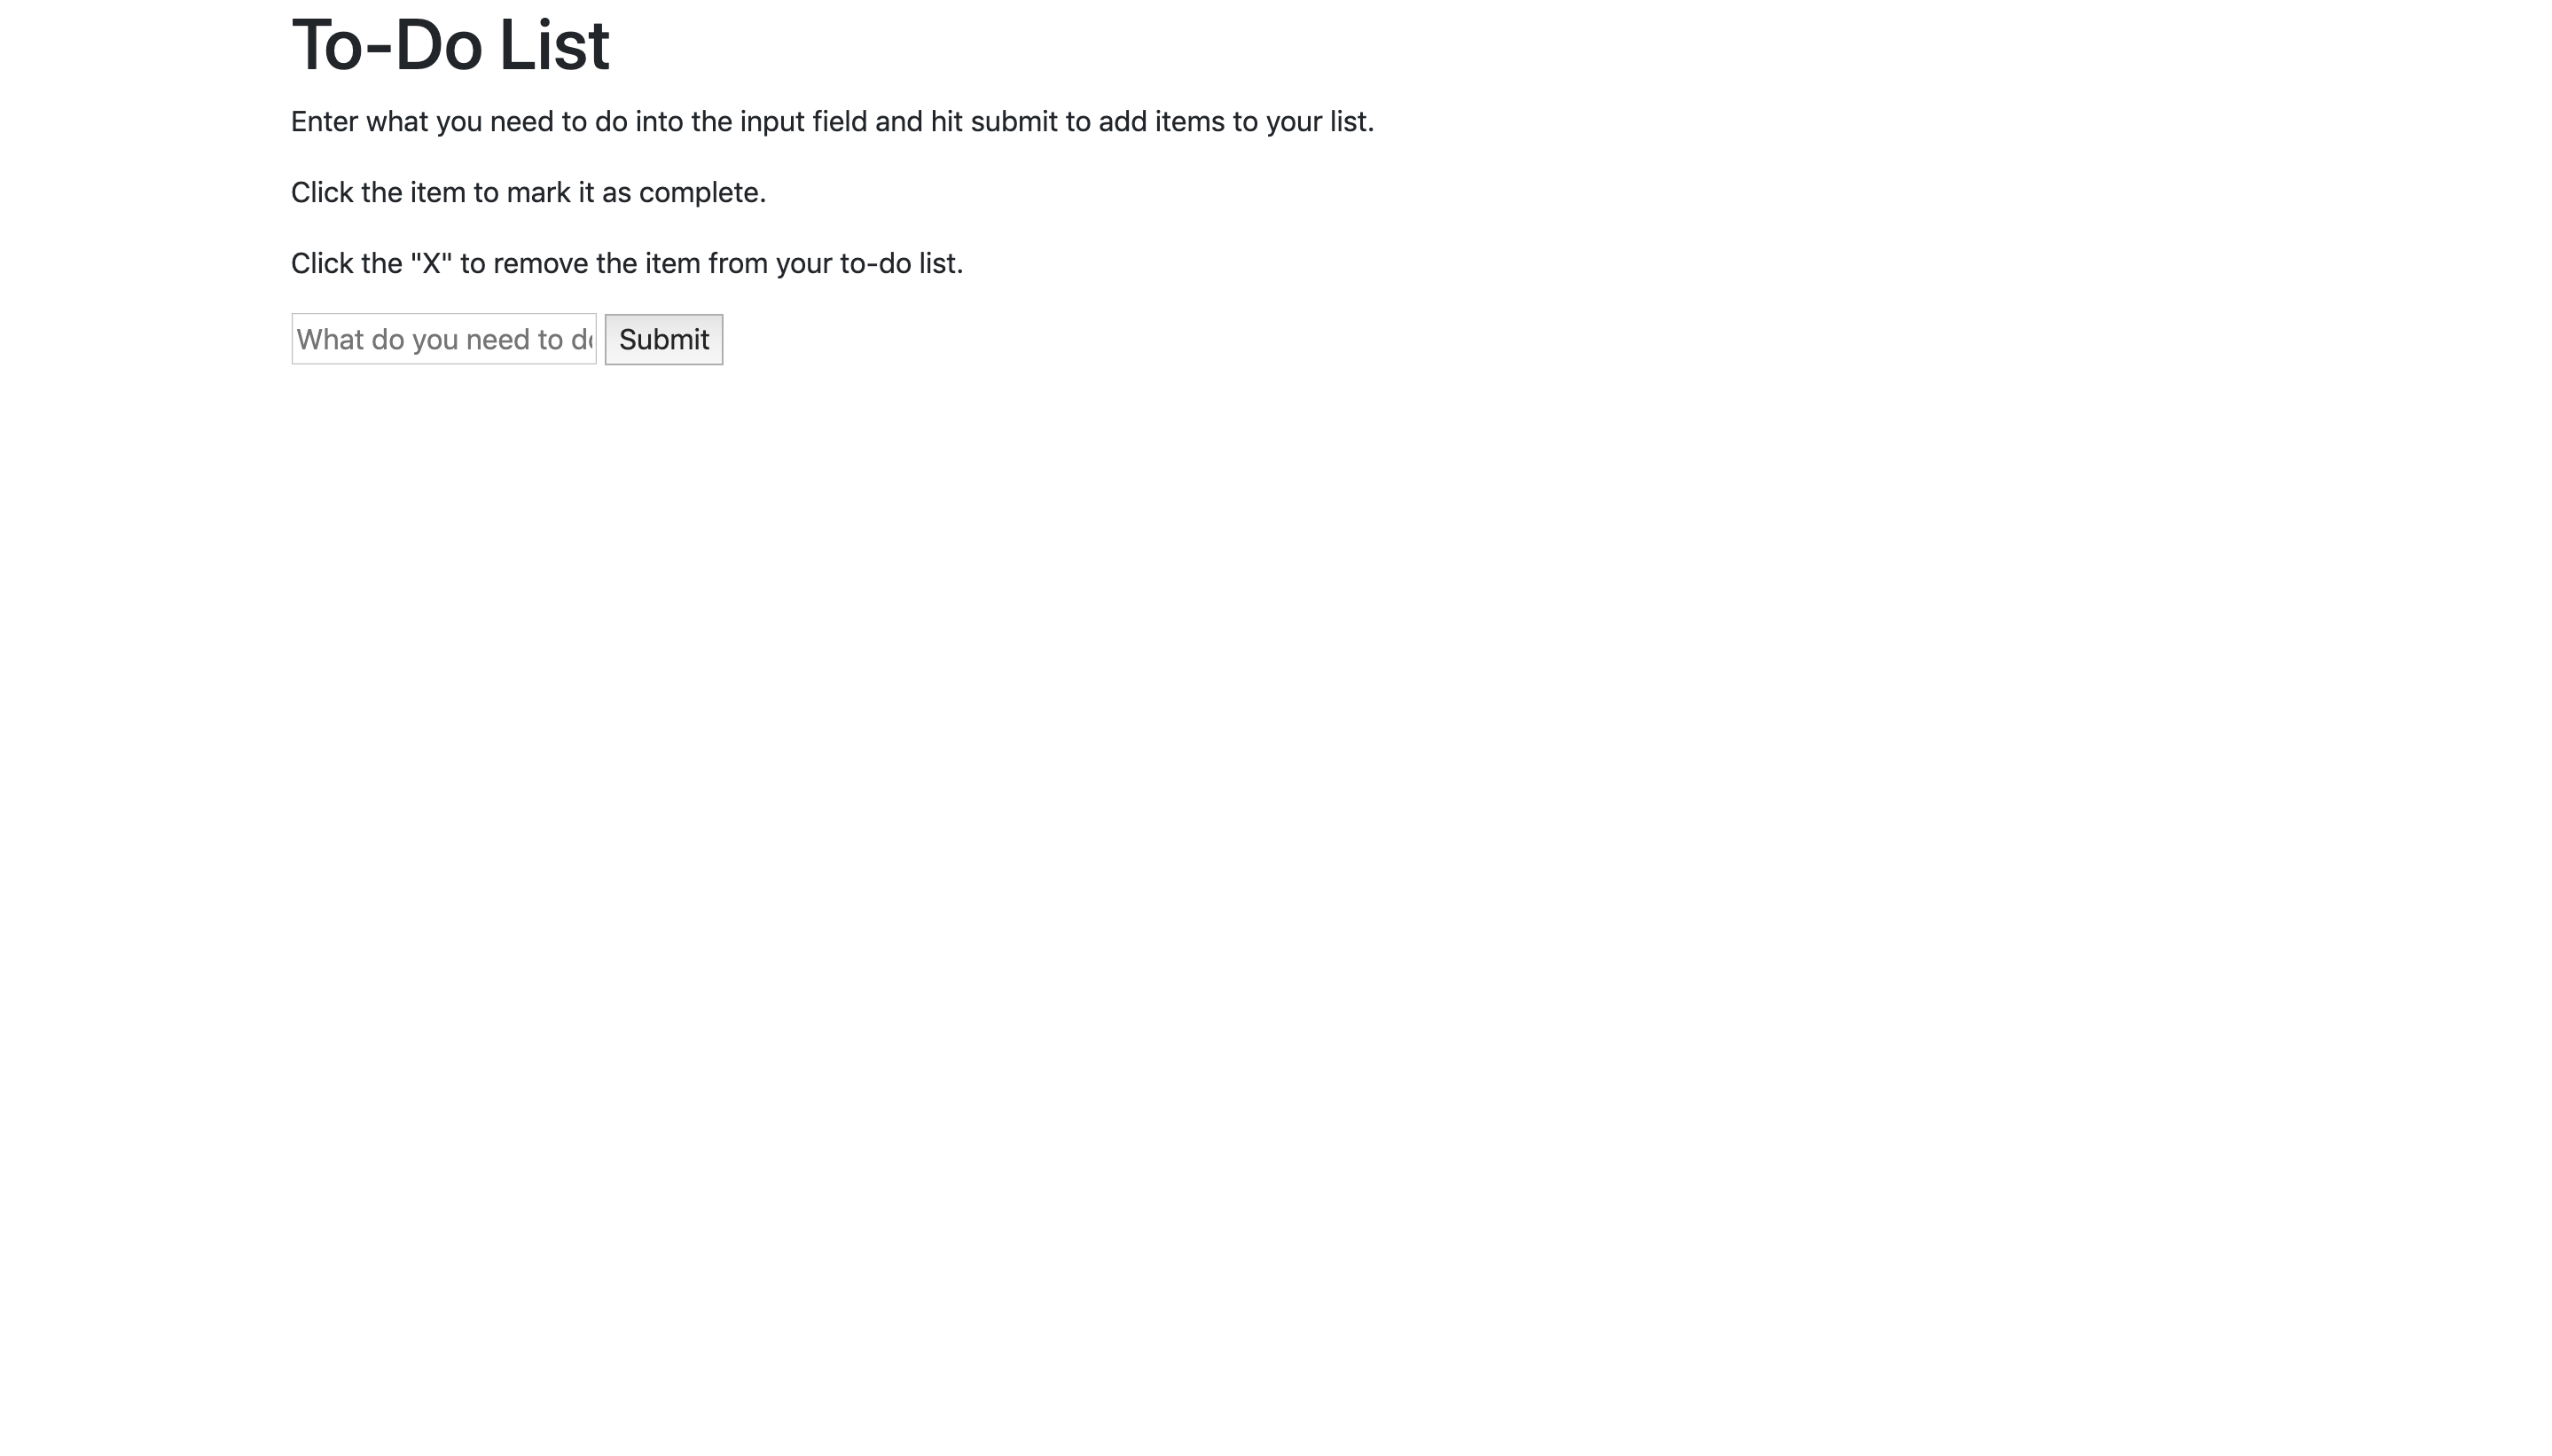 To-Do List
Enter what you need to do into the input field and hit submit to add items to your list.
Click the item to mark it as complete.
Click the "X" to remove the item from your to-do list.
What do you need to d
Submit